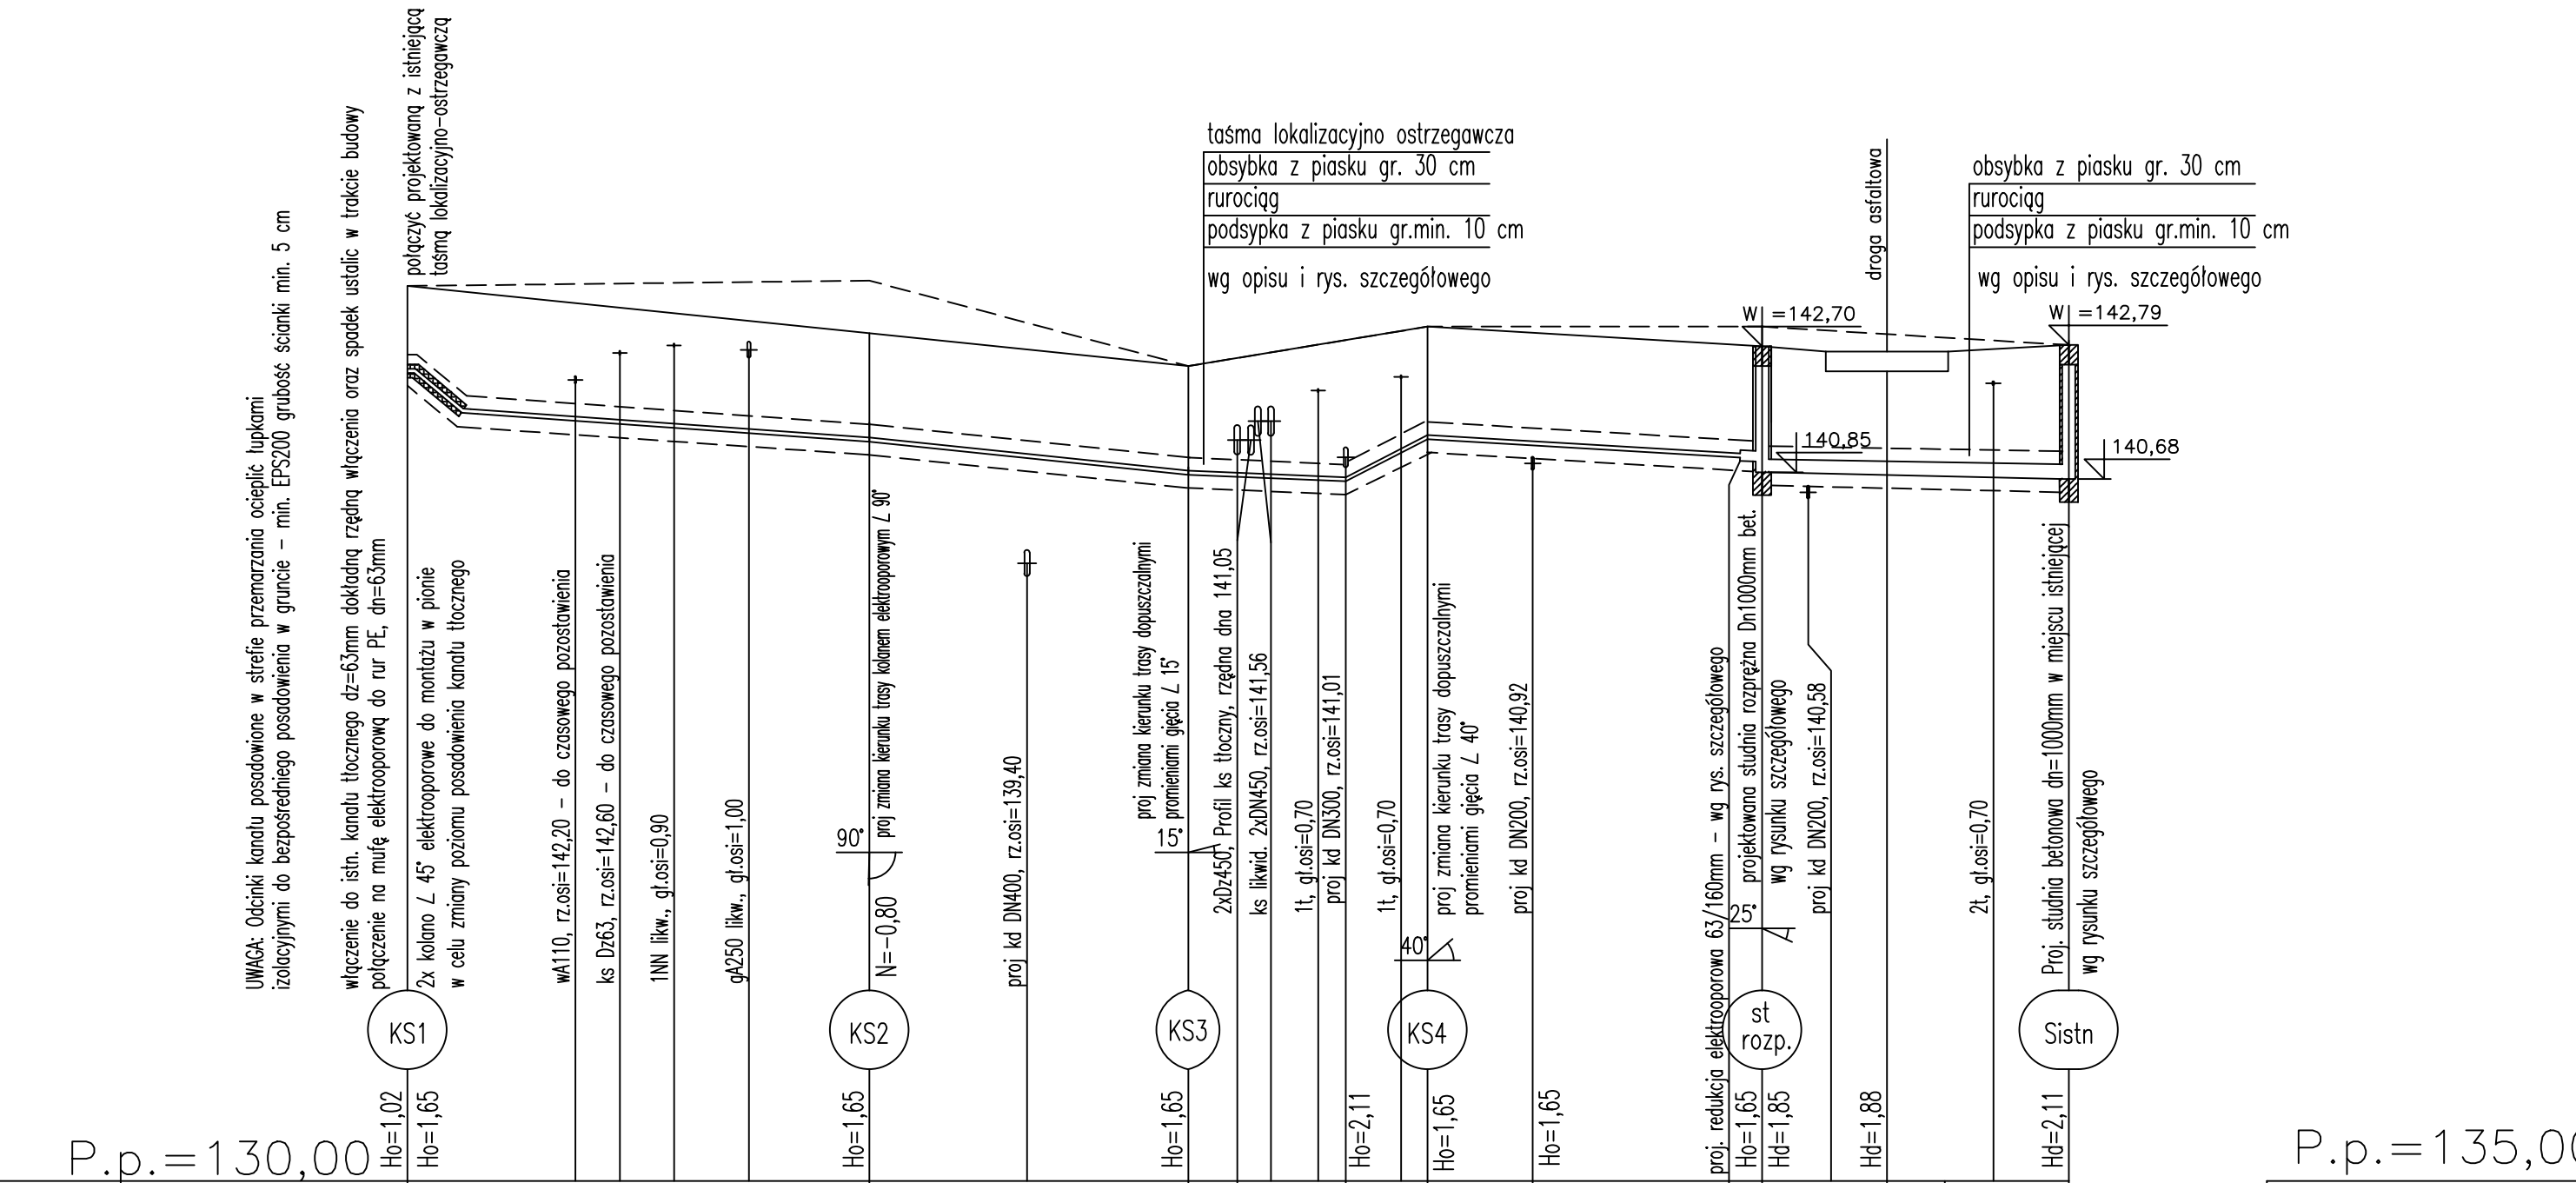 UWAGA: Odcinki kanału posadowione w strefie przemarzania ocieplić łupkami
izolacyjnymi do bezpośredniego posadowienia w gruncie - min. EPS200 grubość ścianki min. 5 cm
włączenie do istn. kanału tłocznego dz=63mm dokładną rzędną włączenia oraz spadek ustalic w trakcie budowy
połączenie na mufę elektrooporową do rur PE, dn=63mm
połączyć projektowaną z istniejącą
taśmą lokalizacyjno-ostrzegawczą
2x kolano ∠ 45° elektrooporowe do montażu w pionie
w celu zmiany poziomu posadowienia kanału tłocznego
wA110, rz.osi=142,20 - do czasowego pozostawienia
ks Dz63, rz.osi=142,60 - do czasowego pozostawienia
1NN likw., gł.osi=0,90
gA250 likw., gł.osi=1,00
90°
proj zmiana kierunku trasy kolanem elektrooporowym ∠ 90°
N=-0,80
proj kd DN400, rz.osi=139,40
proj zmiana kierunku trasy dopuszczalnymi
promieniami gięcia ∠ 15°
15°
taśma lokalizacyjno ostrzegawcza
obsybka z piasku gr. 30 cm
rurociąg
podsypka z piasku gr.min. 10 cm
wg opisu i rys. szczegółowego
2xDz450, Profil ks tłoczny, rzędna dna 141,05
ks likwid. 2xDN450, rz.osi=141,56
1t, gł.osi=0,70
proj kd DN300, rz.osi=141,01
1t, gł.osi=0,70
proj zmiana kierunku trasy dopuszczalnymi
promieniami gięcia ∠ 40°
40°
proj kd DN200, rz.osi=140,92
proj. redukcja elektrooporowa 63/160mm - wg rys. szczegółowego
projektowana studnia rozprężna Dn1000mm bet.
wg rysunku szczegółowego
25°
W =142,70
140,85
proj kd DN200, rz.osi=140,58
droga asfaltowa
obsybka z piasku gr. 30 cm
rurociąg
podsypka z piasku gr.min. 10 cm
wg opisu i rys. szczegółowego
W =142,79
140,68
2t, gł.osi=0,70
Proj. studnia betonowa dn=1000mm w miejscu istniejącej
wg rysunku szczegółowego
KS1
KS2
KS3
KS4
st
rozp.
Sistn
Ho=1,02
Ho=1,65
Ho=1,65
Ho=1,65
Ho=2,11
Ho=1,65
Ho=1,65
Ho=1,65
Hd=1,85
Hd=1,88
Hd=2,11
P.p.=130,00
P.p.=135,00